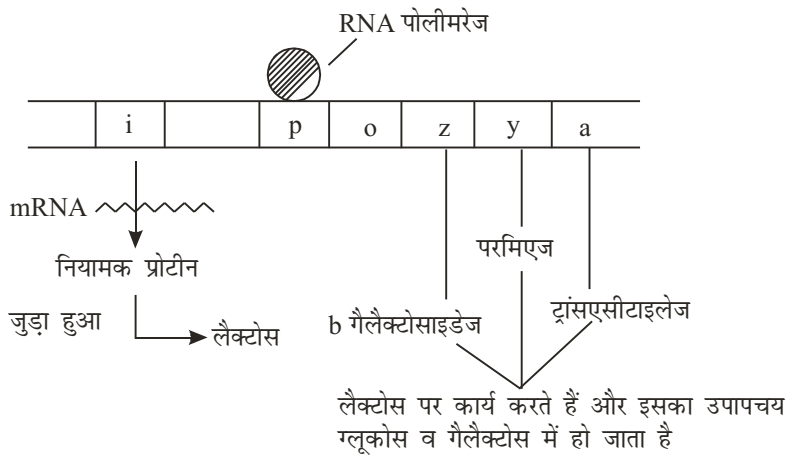 RNA पोलीमरेज
i p o z y a
mRNA
नियामक प्रोटीन
परमिएज
जुड़ा हुआ
लैक्टोस
b गैलैक्टोसाइडेज
ट्रांसएसीटाइलेज
लैक्टोस पर कार्य करते हैं और इसका उपापचय
ग्लूकोस व गैलैक्टोस में हो जाता है